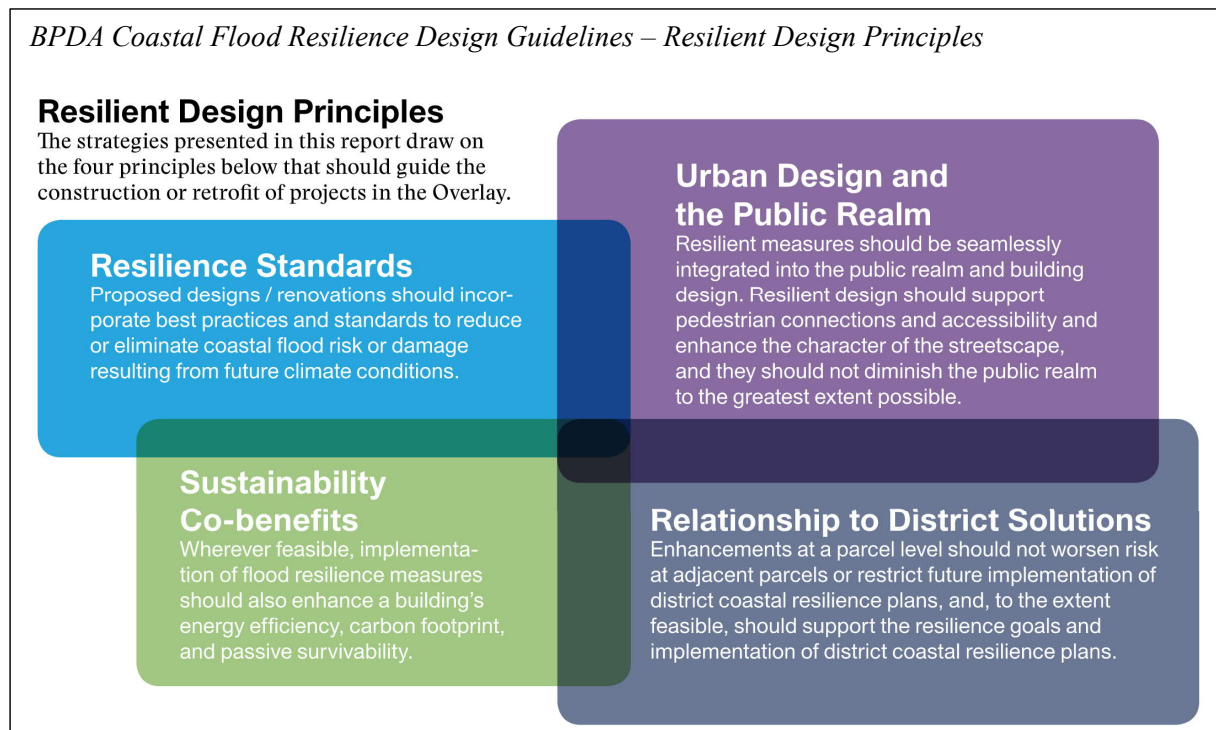 BPDA Coastal Flood Resilience Design Guidelines – Resilient Design Principles
Resilient Design Principles
The strategies presented in this report draw on
the four principles below that should guide the
construction or retrofit of projects in the Overlay.
Resilience Standards
Proposed designs / renovations should incor-
porate best practices and standards to reduce
or eliminate coastal flood risk or damage
resulting from future climate conditions.
Urban Design and
the Public Realm
Resilient measures should be seamlessly
integrated into the public realm and building
design. Resilient design should support
pedestrian connections and accessibility and
enhance the character of the streetscape,
and they should not diminish the public realm
to the greatest extent possible.
Sustainability
Co-benefits
Wherever feasible, implementa-
tion of flood resilience measures
should also enhance a building’s
energy efficiency, carbon footprint,
and passive survivability.
Relationship to District Solutions
Enhancements at a parcel level should not worsen risk
at adjacent parcels or restrict future implementation of
district coastal resilience plans, and, to the extent
feasible, should support the resilience goals and
implementation of district coastal resilience plans.